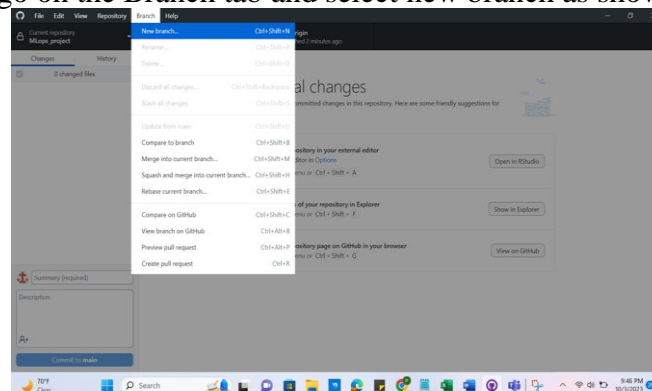 go on the Branch tab and select new branch as show
File Edit View Repository Branch Help
Current repository
MLops_project
rigin
hed 2 minutes ago
Changes History
0 changed files
New branch... Ctrl+Shift+N
Rename... Ctrl+Shift+R
Delete... Ctrl+Shift+D
Discard all changes... Ctrl+Shift+Backspace
Stash all changes Ctrl+Shift+S
Update from main Ctrl+Shift+U
Compare to branch Ctrl+Shift+B
Merge into current branch... Ctrl+Shift+M
Squash and merge into current branch... Ctrl+Shift+H
Rebase current branch... Ctrl+Shift+E
Compare on GitHub Ctrl+Shift+C
View branch on GitHub Ctrl+Alt+B
Preview pull request Ctrl+Alt+P
Create pull request Ctrl+R
al changes
ommitted changes in this repository. Here are some friendly suggestions for
ository in your external editor
ditor in Options
enu or Ctrl + Shift + A
Open in RStudio
s of your repository in Explorer
enu or Ctrl + Shift + F
Show in Explorer
ository page on GitHub in your browser
enu or Ctrl + Shift + G
View on GitHub
Summary (required)
Description
Commit to main
70°F
Clear
Search
9:46 PM
10/3/2023